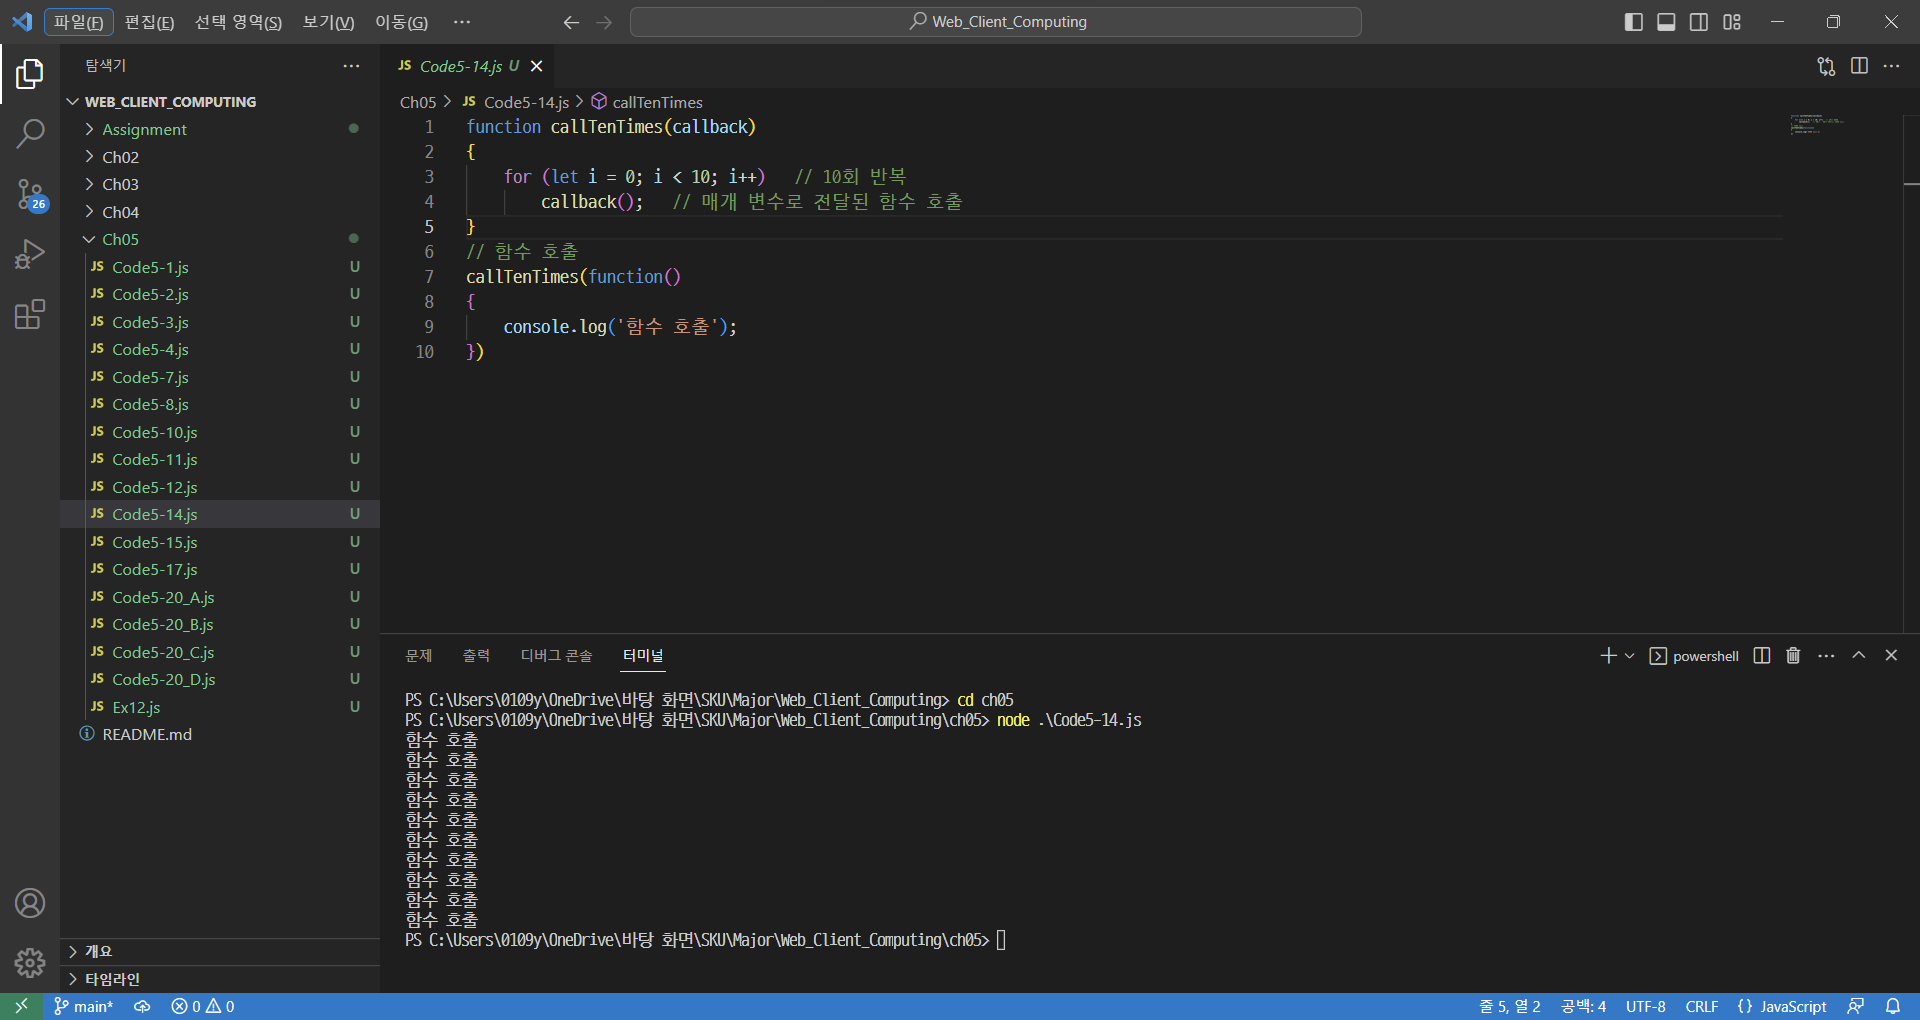 파일(F) 편집(E) 선택 영역(S) 보기(V) 이동(G) ··· Web_Client_Computing
탐색기
WEB_CLIENT_COMPUTING
Assignment
Ch02
Ch03
Ch04
Ch05
JS Code5-1.js U
JS Code5-2.js U
JS Code5-3.js U
JS Code5-4.js U
JS Code5-7.js U
JS Code5-8.js U
JS Code5-10.js U
JS Code5-11.js U
JS Code5-12.js U
JS Code5-14.js U
JS Code5-15.js U
JS Code5-17.js U
JS Code5-20_A.js U
JS Code5-20_B.js U
JS Code5-20_C.js U
JS Code5-20_D.js U
JS Ex12.js U
README.md
개요
타임라인
26
JS Code5-14.js U
Ch05 > JS Code5-14.js > callTenTimes
1 function callTenTimes(callback)
2 {
3 for (let i = 0; i < 10; i++) // 10회 반복
4 callback(); // 매개 변수로 전달된 함수 호출
5 }
6 // 함수 호출
7 callTenTimes(function()
8 {
9 console.log('함수 호출');
10 })
문제 출력 디버그 콘솔 터미널 powershell
PS C:\Users\0109y\OneDrive\바탕 화면\SKU\Major\Web_Client_Computing> cd ch05
PS C:\Users\0109y\OneDrive\바탕 화면\SKU\Major\Web_Client_Computing\ch05> node .\Code5-14.js
함수 호출
함수 호출
함수 호출
함수 호출
함수 호출
함수 호출
함수 호출
함수 호출
함수 호출
함수 호출
PS C:\Users\0109y\OneDrive\바탕 화면\SKU\Major\Web_Client_Computing\ch05>
main* 0 0 줄 5, 열 2 공백: 4 UTF-8 CRLF {} JavaScript